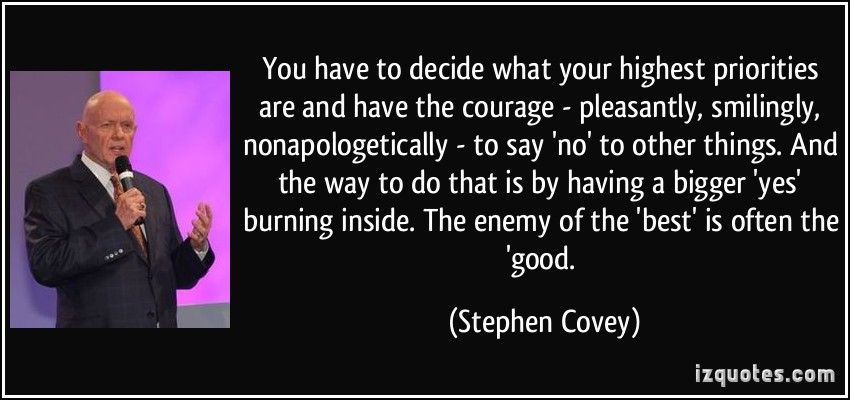 You have to decide what your highest priorities
are and have the courage - pleasantly, smilingly,
nonapologetically - to say 'no' to other things. And
the way to do that is by having a bigger 'yes'
burning inside. The enemy of the 'best' is often the
'good.
(Stephen Covey)
izquotes.com